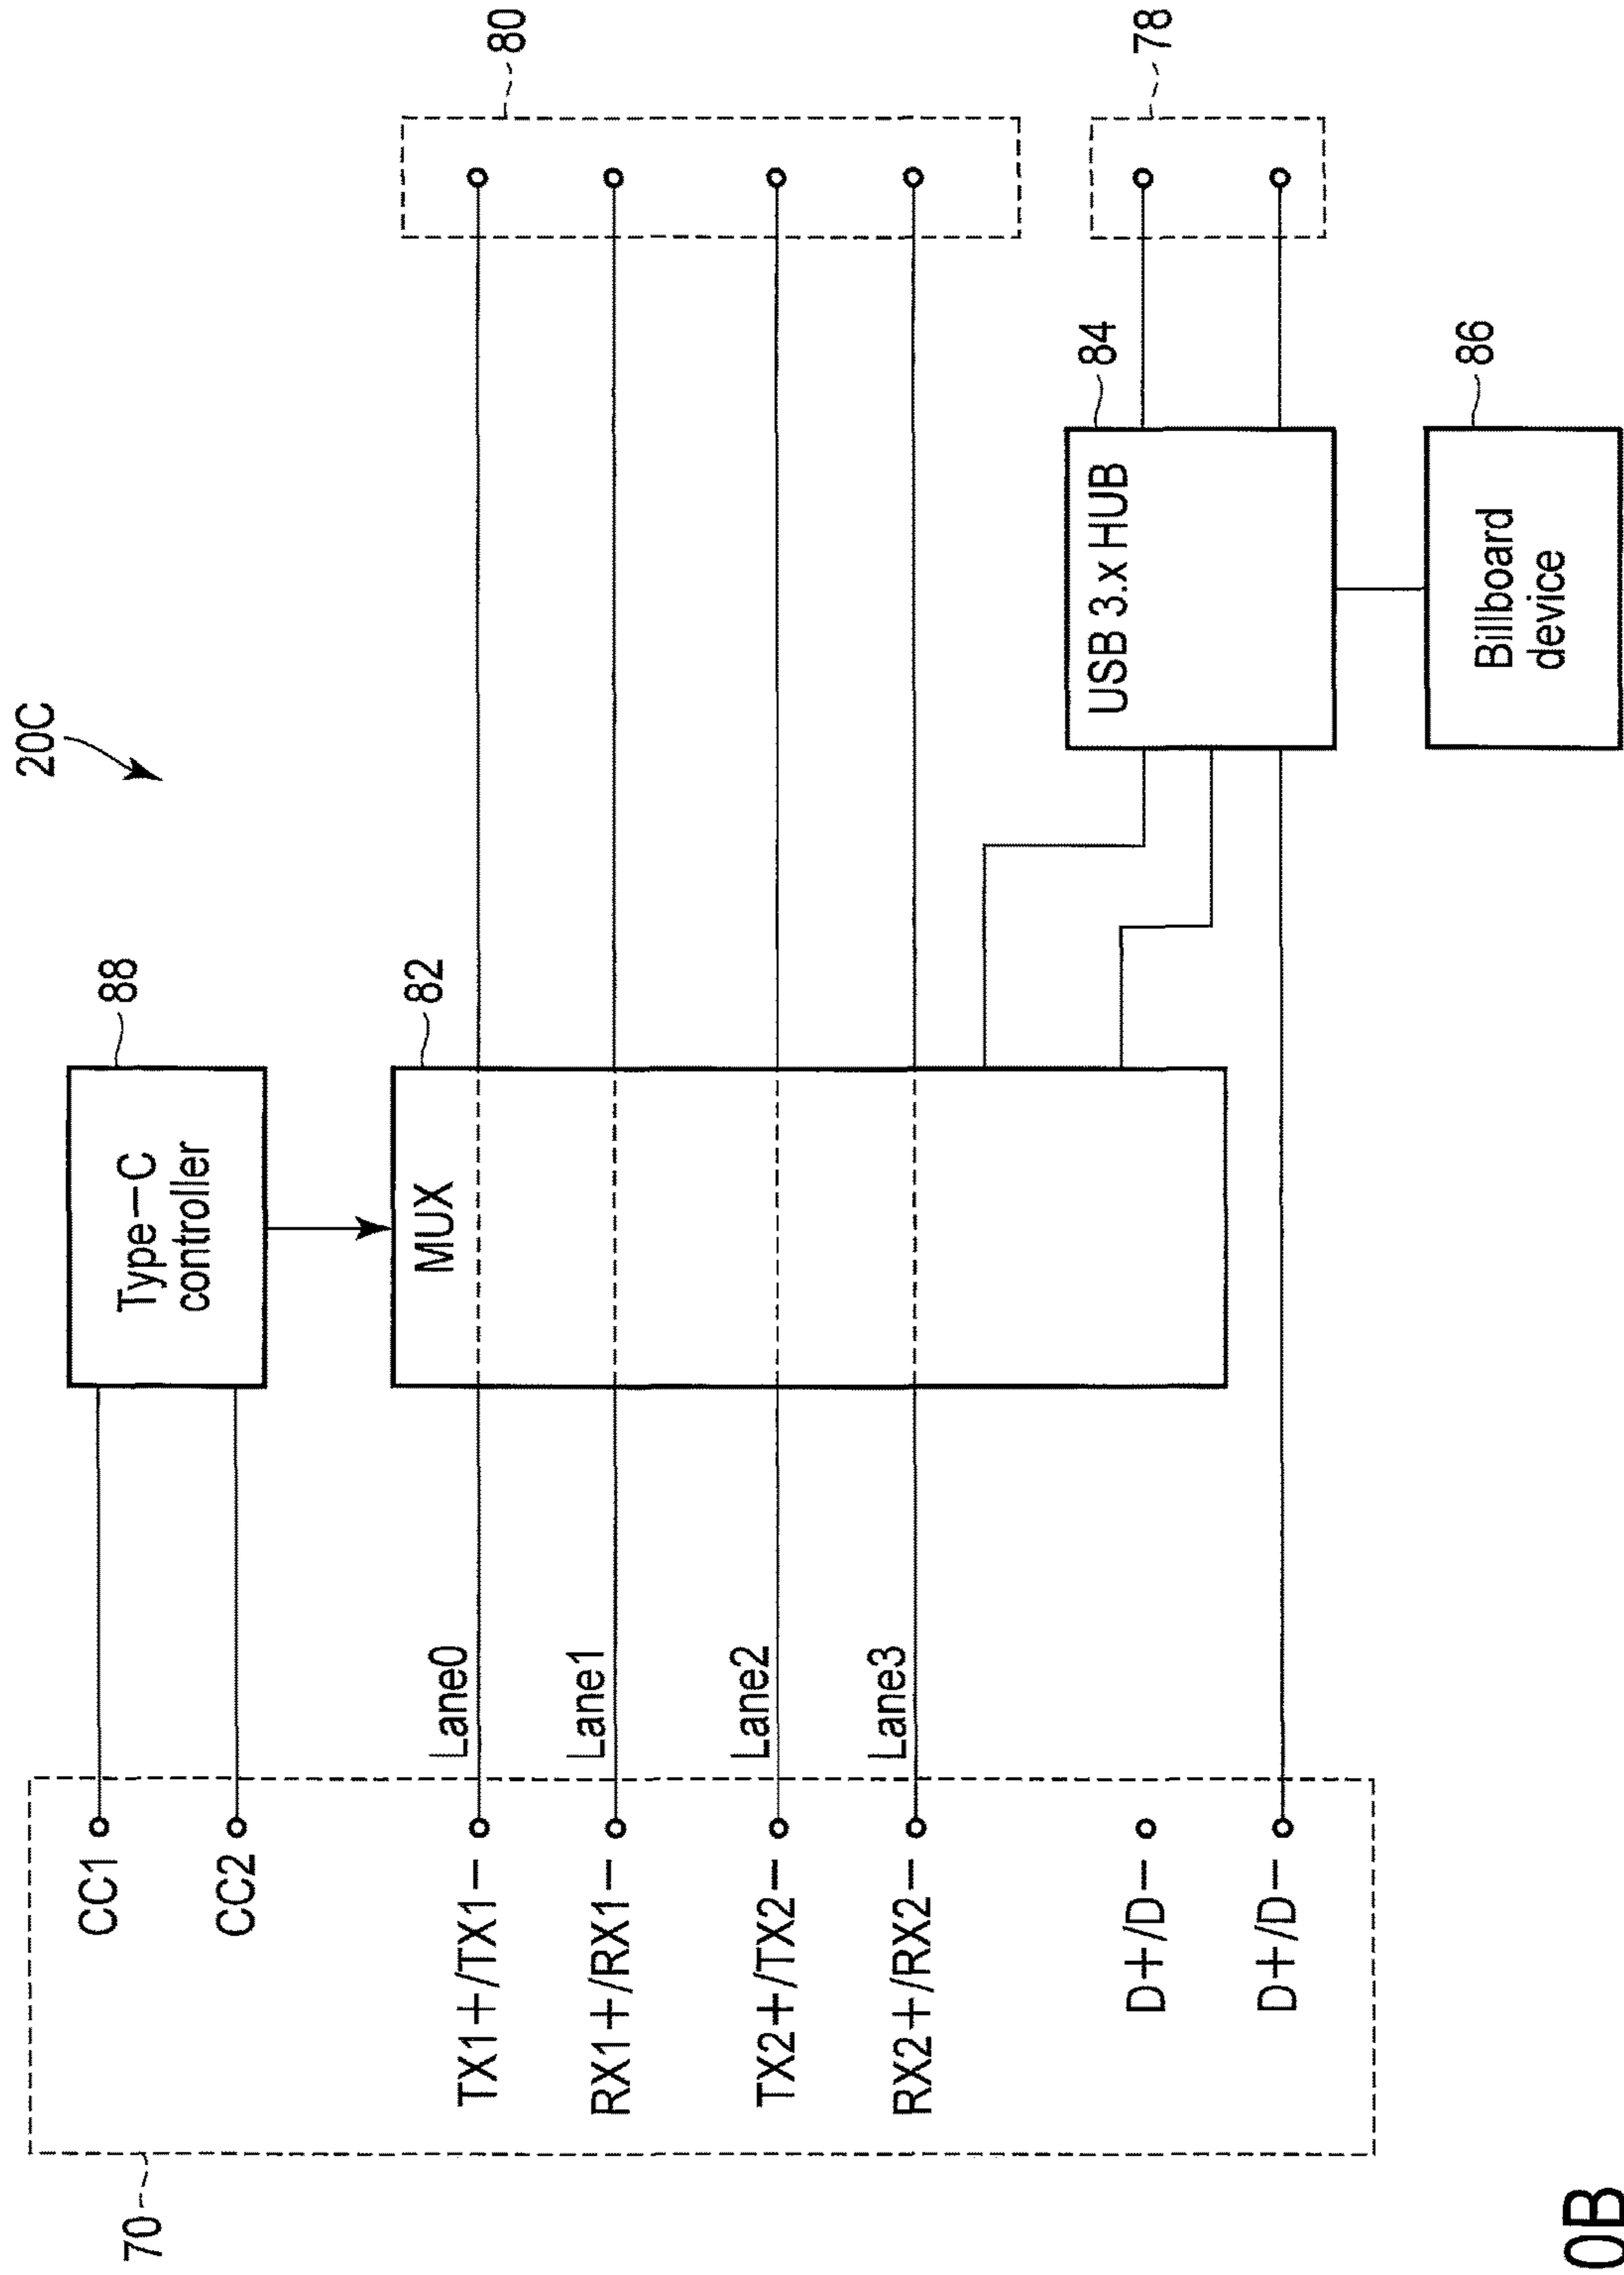 20C
70
CC1
CC2
TX1+/TX1−
RX1+/RX1−
TX2+/TX2−
RX2+/RX2−
D+/D−
D+/D−
Lane0
Lane1
Lane2
Lane3
88
Type−C
controller
82
MUX
84
USB 3.x HUB
86
Billboard
device
80
78
0B